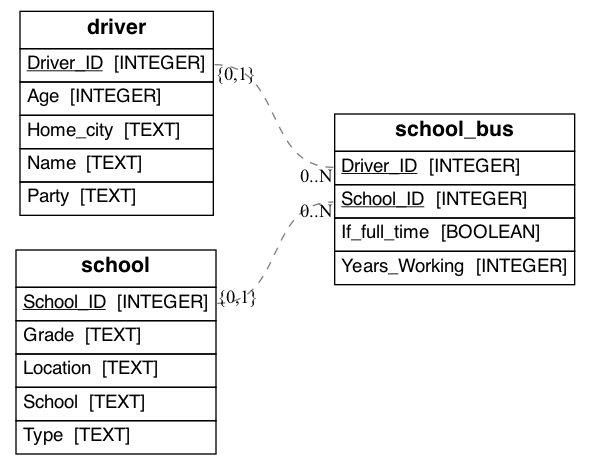 driver
Driver_ID [INTEGER]
Age [INTEGER]
Home_city [TEXT]
Name [TEXT]
Party [TEXT]
{0,1}
school_bus
0..N
Driver_ID [INTEGER]
0..N
School_ID [INTEGER]
If_full_time [BOOLEAN]
Years_Working [INTEGER]
school
School_ID [INTEGER]
{0,1}
Grade [TEXT]
Location [TEXT]
School [TEXT]
Type [TEXT]